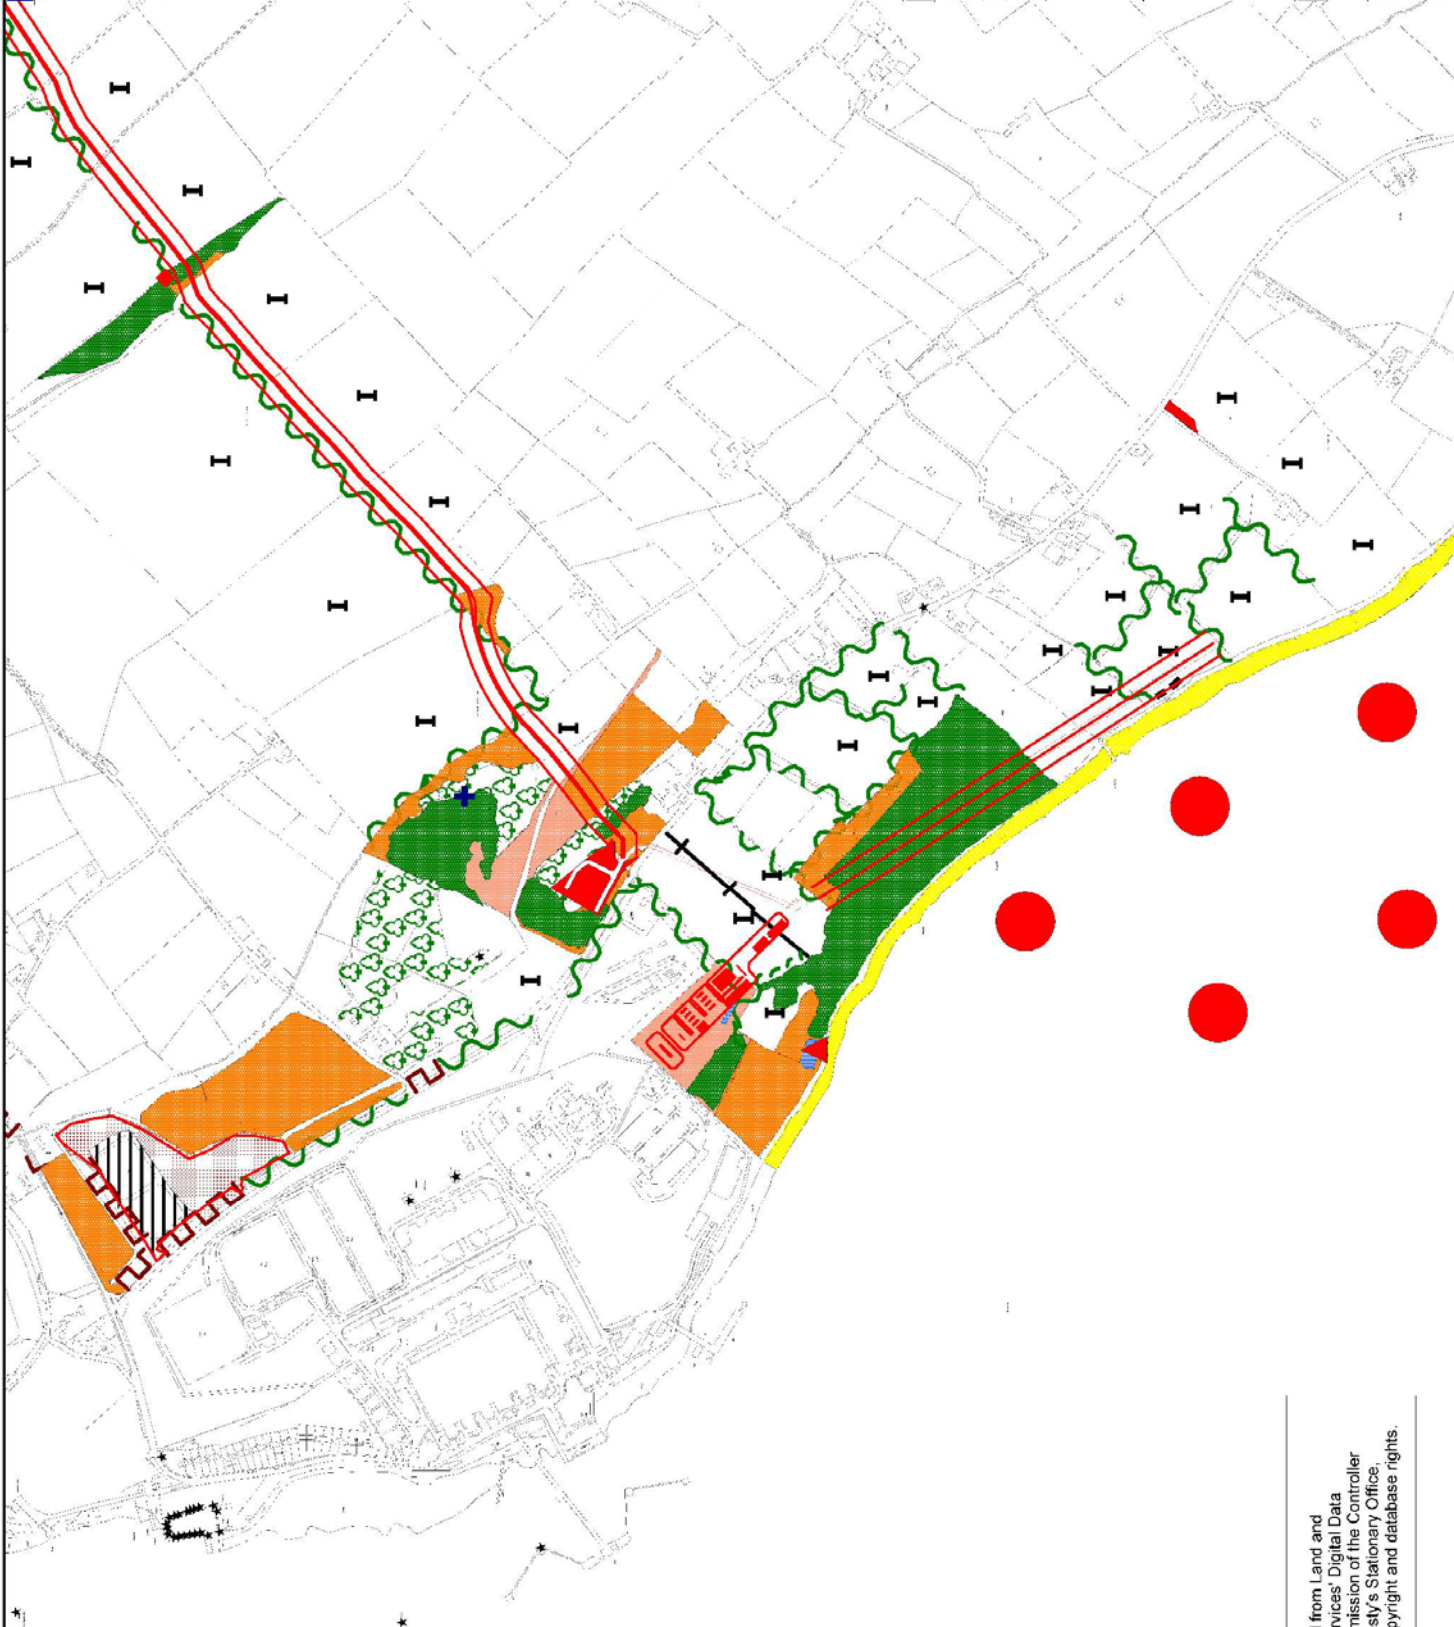 from Land and
rvices' Digital Data
mission of the Controller
sty's Stationary Office,
pyright and database rights.